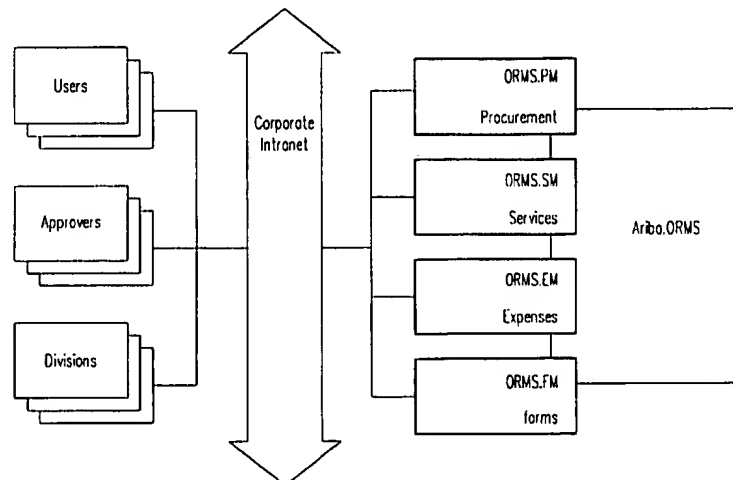 Users
Approvers
Divisions
Corporate
Intranet
ORMS.PM
Procurement
ORMS.SM
Services
ORMS.EM
Expenses
ORMS.FM
forms
Ariba.ORMS